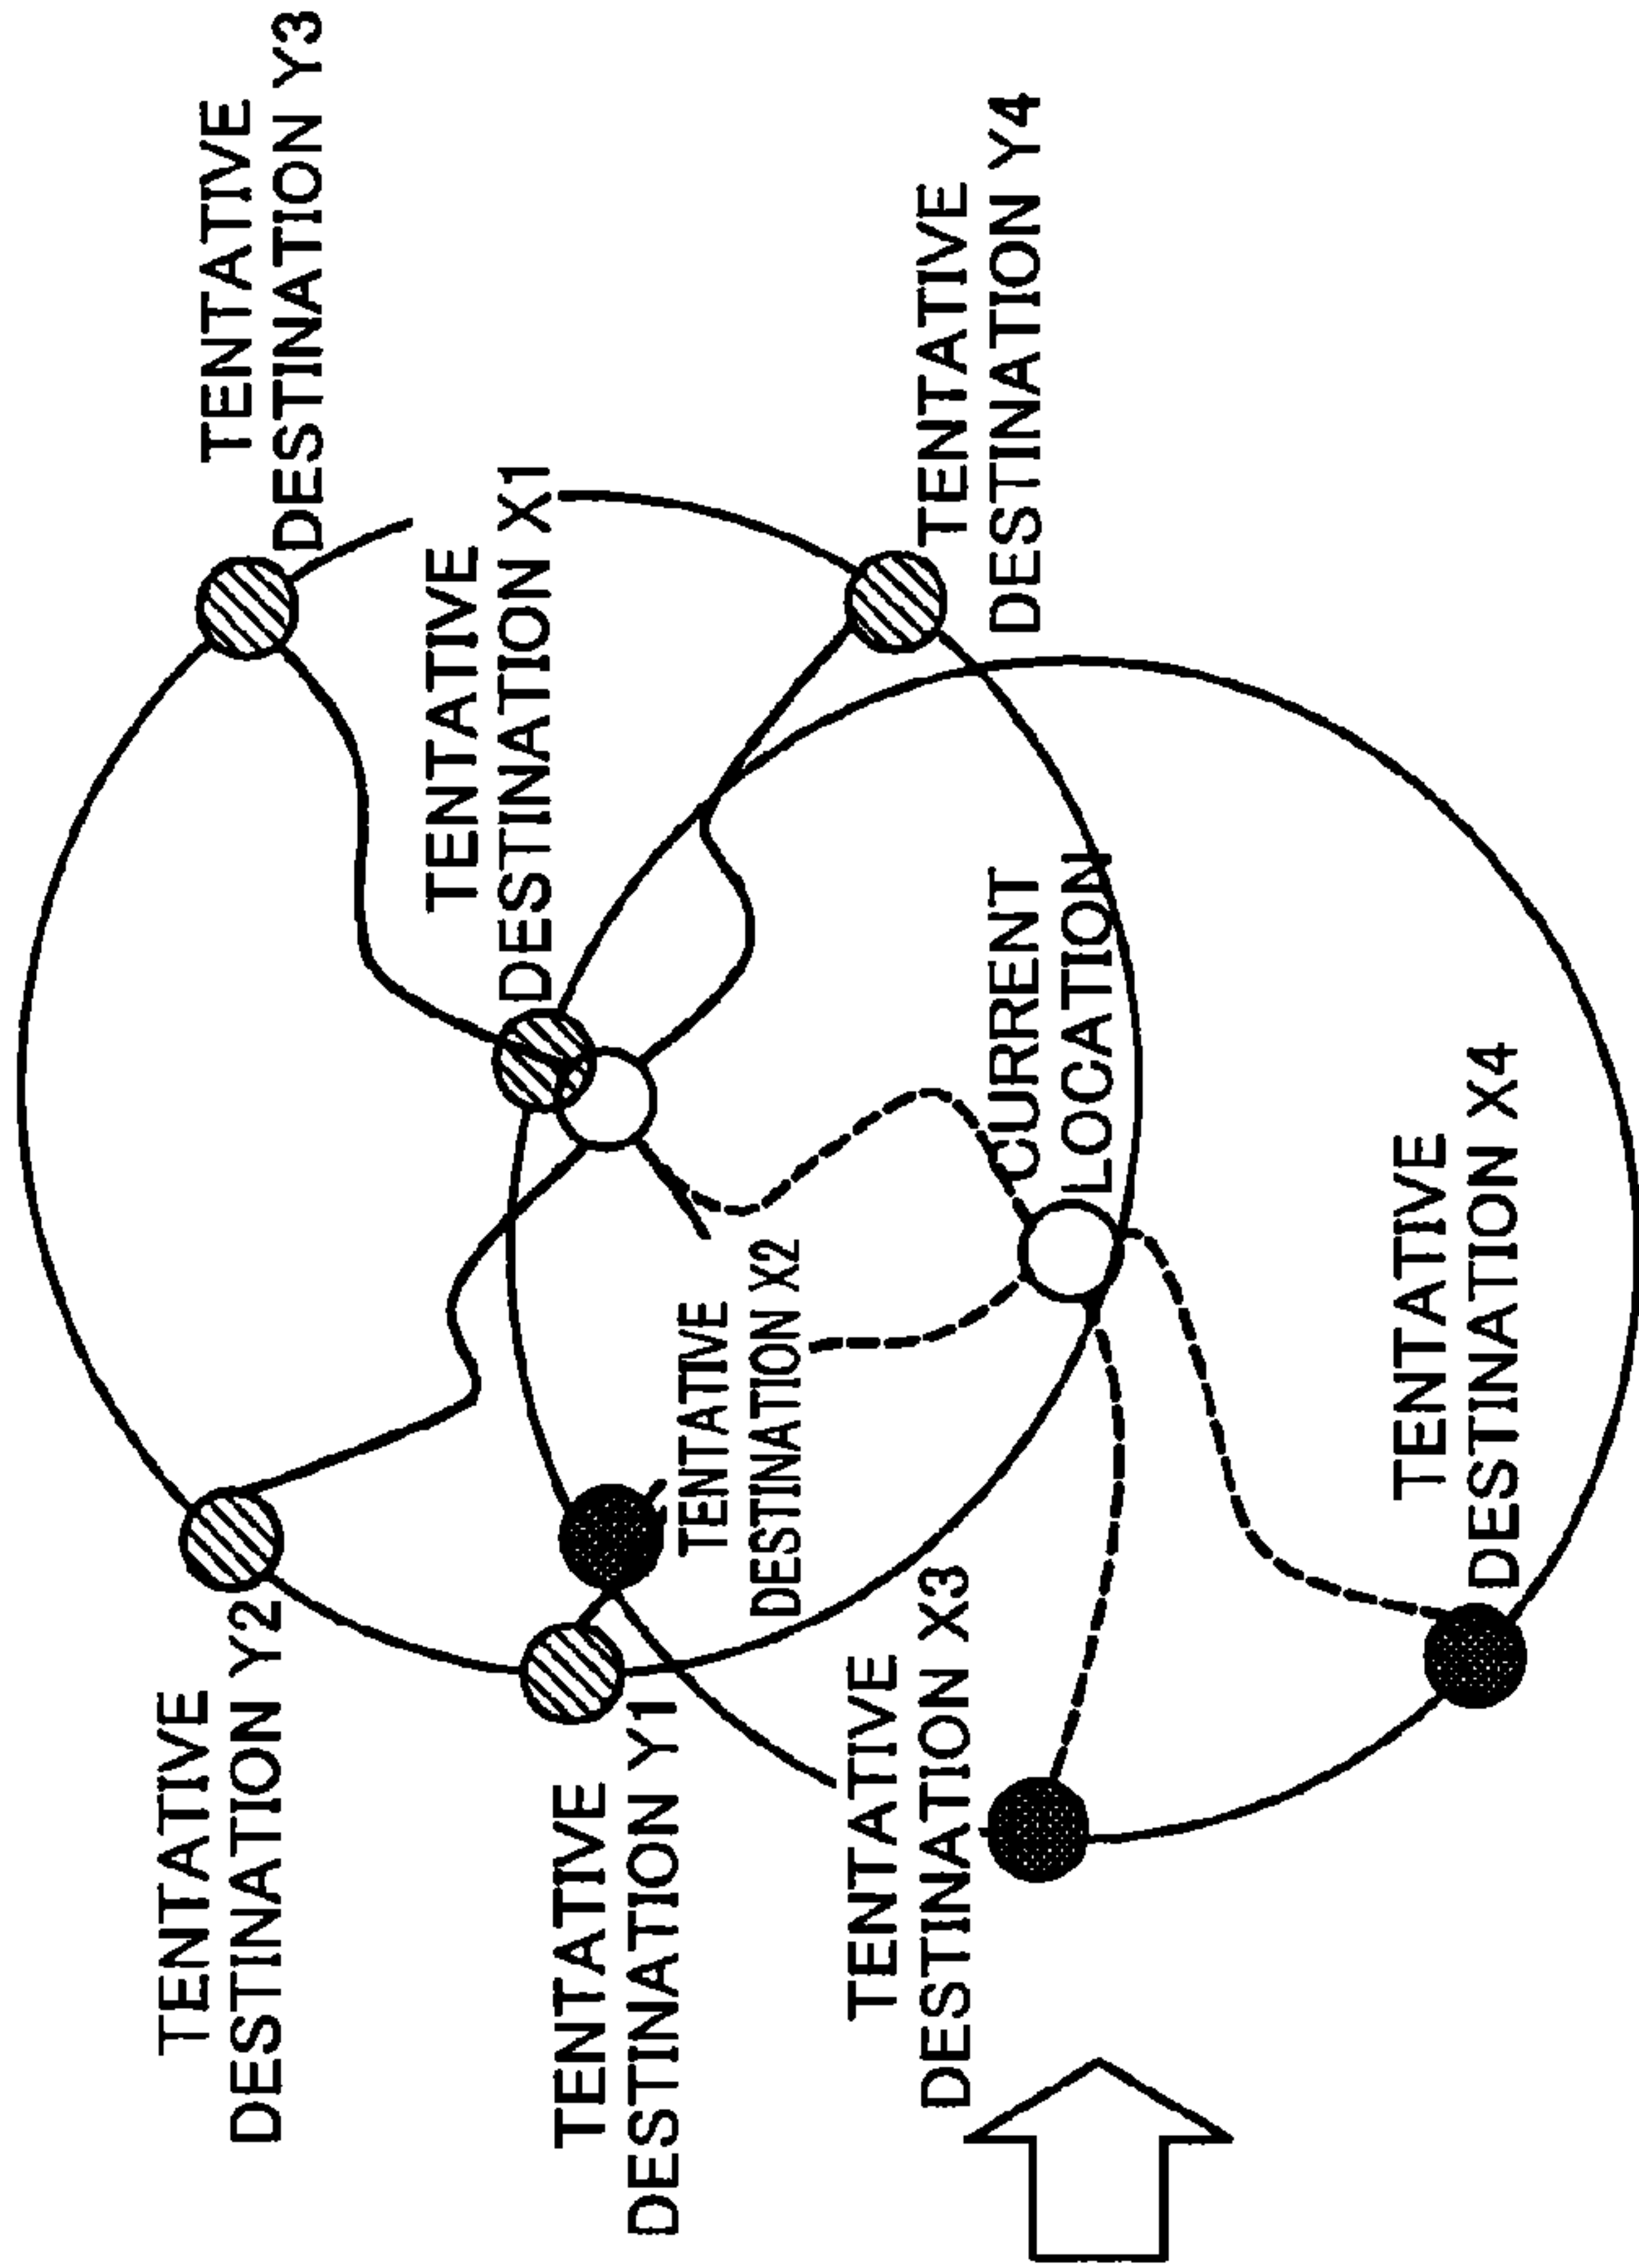 TENTATIVE
DESTINATION Y2
TENTATIVE
DESTINATION Y3
TENTATIVE
DESTINATION X1
TENTATIVE
DESTINATION Y1
TENTATIVE
DESTINATION X2
TENTATIVE
DESTINATION X3
TENTATIVE
DESTINATION Y4
CURRENT
LOCATION
TENTATIVE
DESTINATION X4